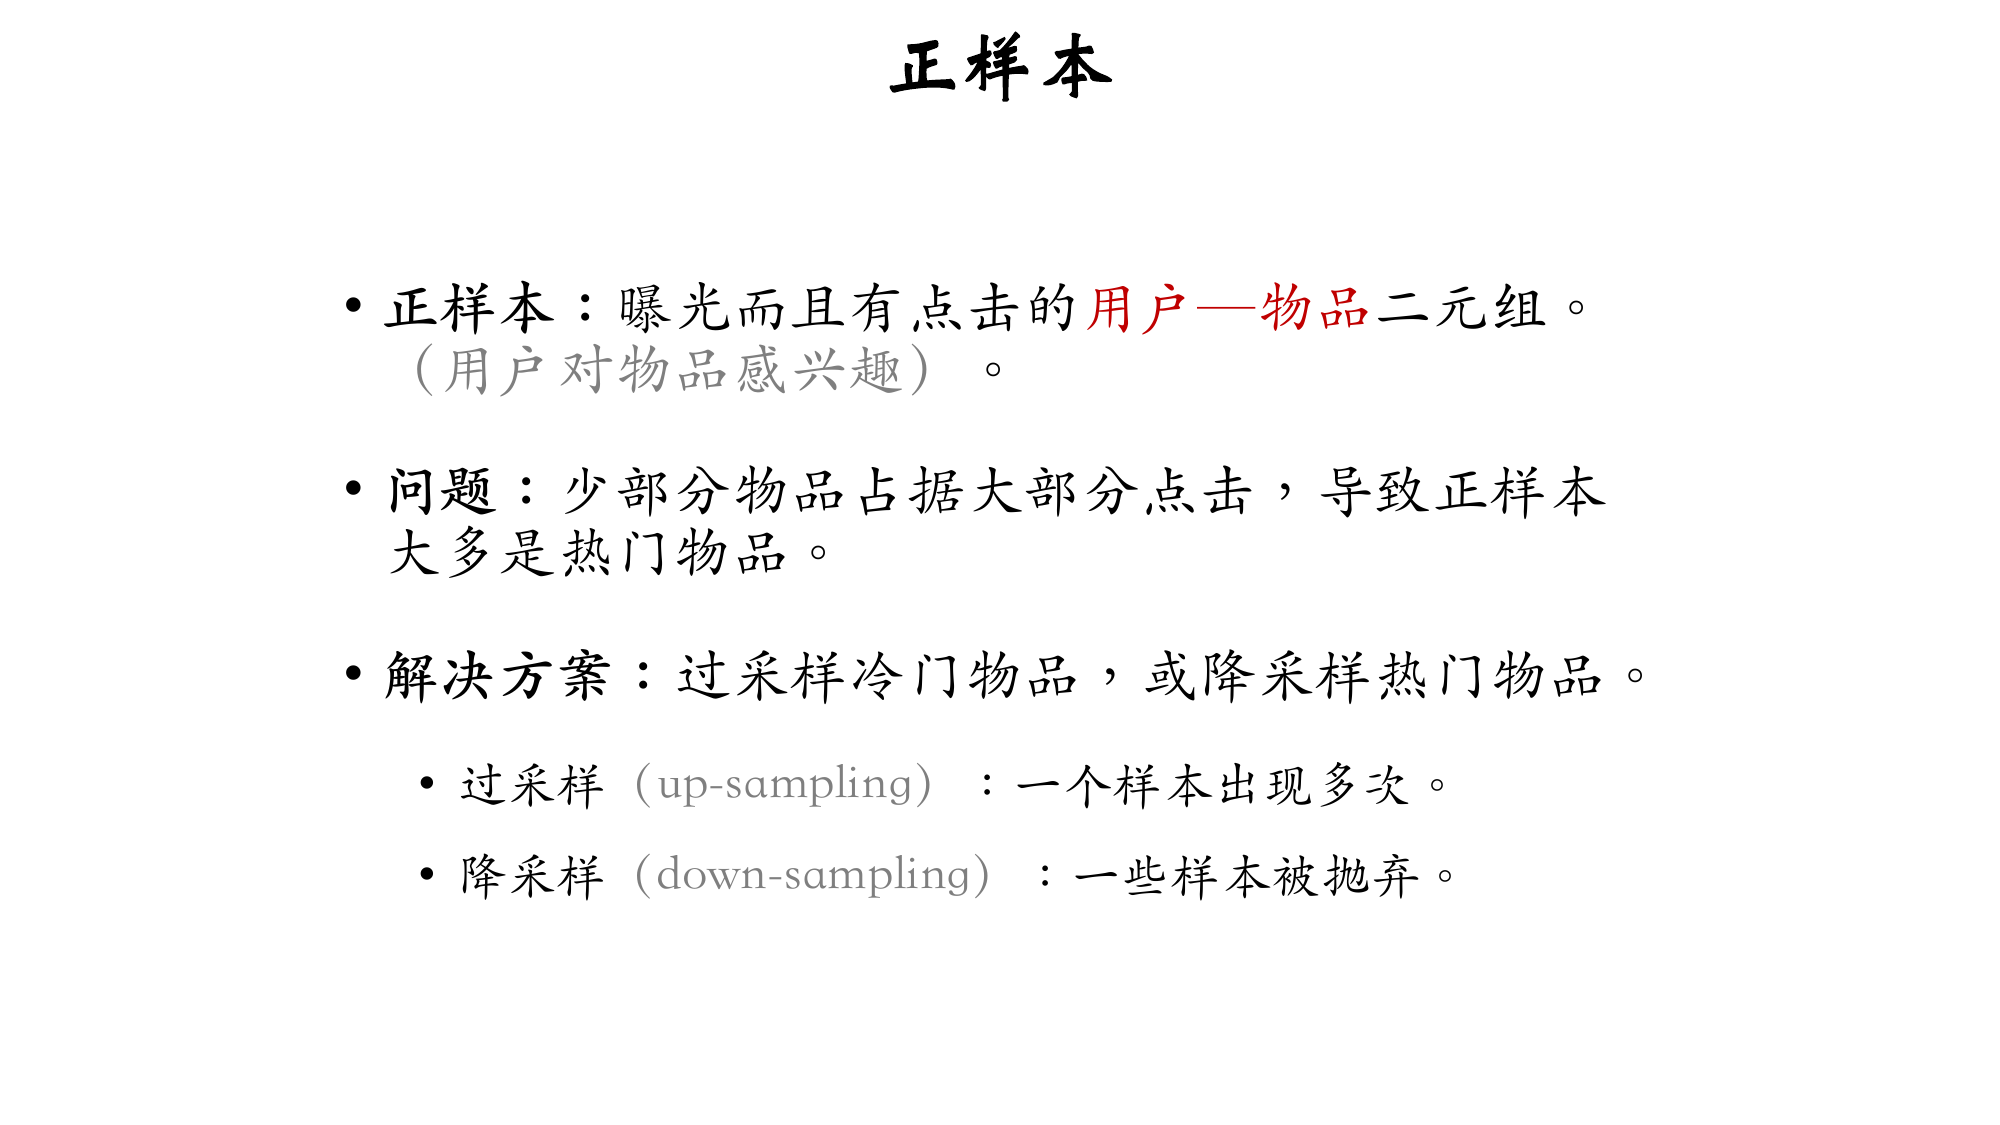 正样本
• 正样本：曝光而且有点击的用户—物品二元组。
（用户对物品感兴趣）。
• 问题：少部分物品占据大部分点击，导致正样本
大多是热门物品。
• 解决方案：过采样冷门物品，或降采样热门物品。
• 过采样（up-sampling）：一个样本出现多次。
• 降采样（down-sampling）：一些样本被抛弃。